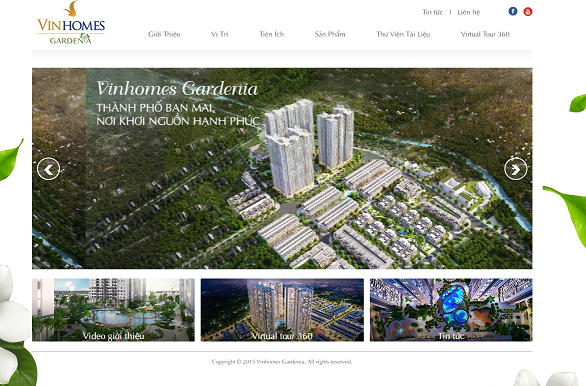 Tin tức | Liên hệ
VINHOMES
GARDENIA
Giới Thiệu Vị Trí Tiện Ích Sản Phẩm Thư Viện Tài Liệu Virtual Tour 360
Vinhomes Gardenia
THÀNH PHỐ BAN MAI,
NƠI KHƠI NGUỒN HẠNH PHÚC
Video giới thiệu Virtual tour 360 Tin tức
Copyright © 2015 Vinhomes Gardenia. All rights reserved.